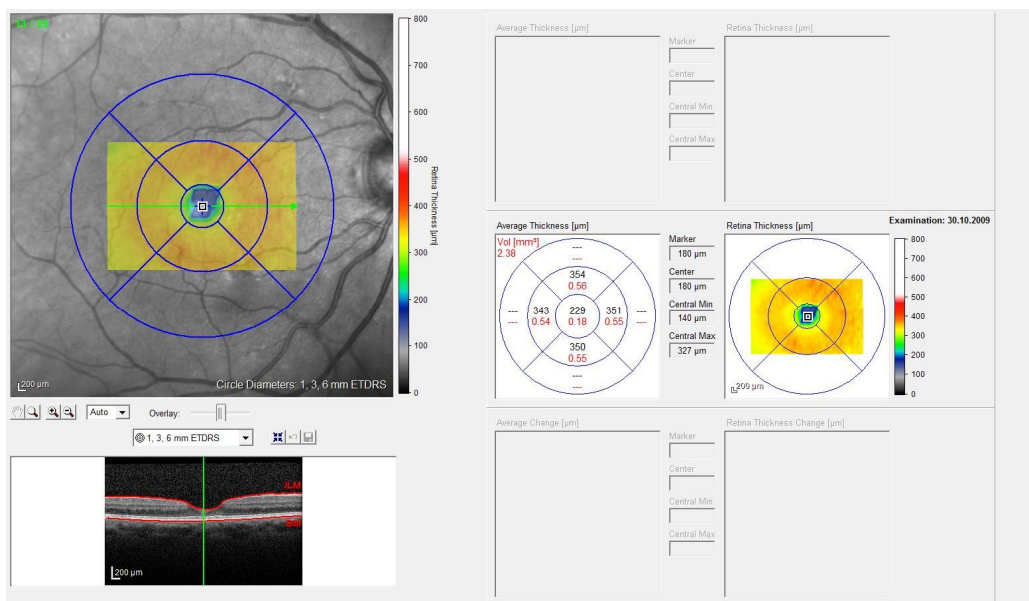 13 / 25
800
700
600
500
400
300
200
100
0
Retina Thickness [µm]
200 µm
Circle Diameters: 1, 3, 6 mm ETDRS
Auto
Overlay:
1, 3, 6 mm ETDRS
ILM
BM
200 µm
Average Thickness [µm]
Marker
Center
Central Min
Central Max
Retina Thickness [µm]
Average Thickness [µm]
Vol [mm³]
2.38
---
---
354
0.56
---
---
343
0.54
229
0.18
351
0.55
---
---
350
0.55
---
---
Marker
180 µm
Center
180 µm
Central Min
140 µm
Central Max
327 µm
Retina Thickness [µm]
Examination: 30.10.2009
200 µm
800
700
600
500
400
300
200
100
0
Average Change [µm]
Marker
Center
Central Min
Central Max
Retina Thickness Change [µm]